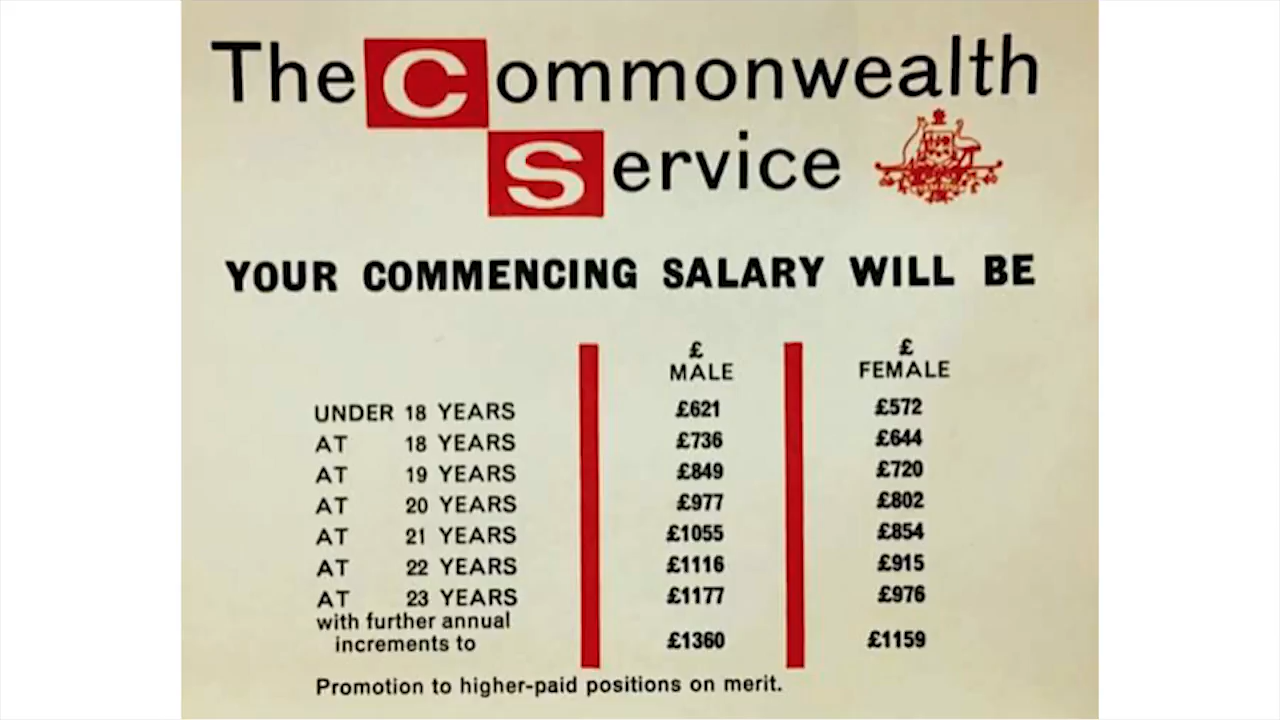 The Commonwealth
Service
YOUR COMMENCING SALARY WILL BE
£ £
MALE FEMALE
UNDER 18 YEARS £621 £572
AT 18 YEARS £736 £644
AT 19 YEARS £849 £720
AT 20 YEARS £977 £802
AT 21 YEARS £1055 £854
AT 22 YEARS £1116 £915
AT 23 YEARS £1177 £976
with further annual
increments to £1360 £1159
Promotion to higher-paid positions on merit.